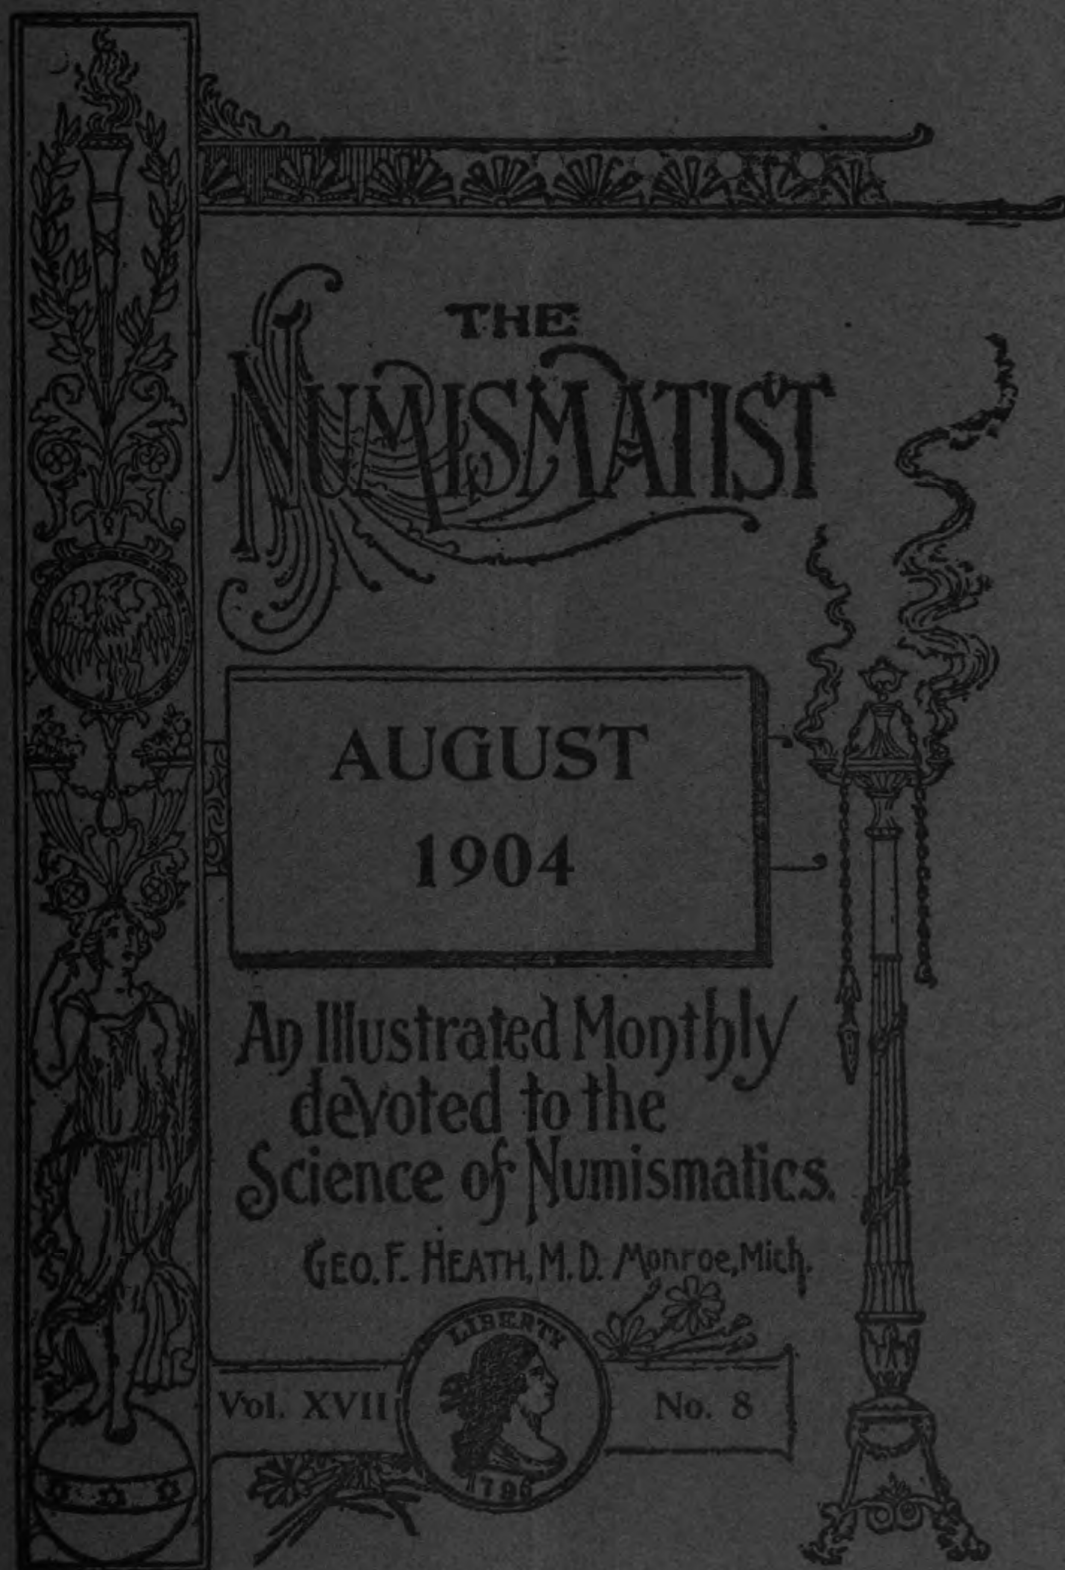 THE
NUMISMATIST
AUGUST
1904
An Illustrated Monthly
devoted to the
Science of Numismatics.
GEO. F. HEATH, M. D. Monroe, Mich.
Vol. XVII
LIBERTY
No. 8